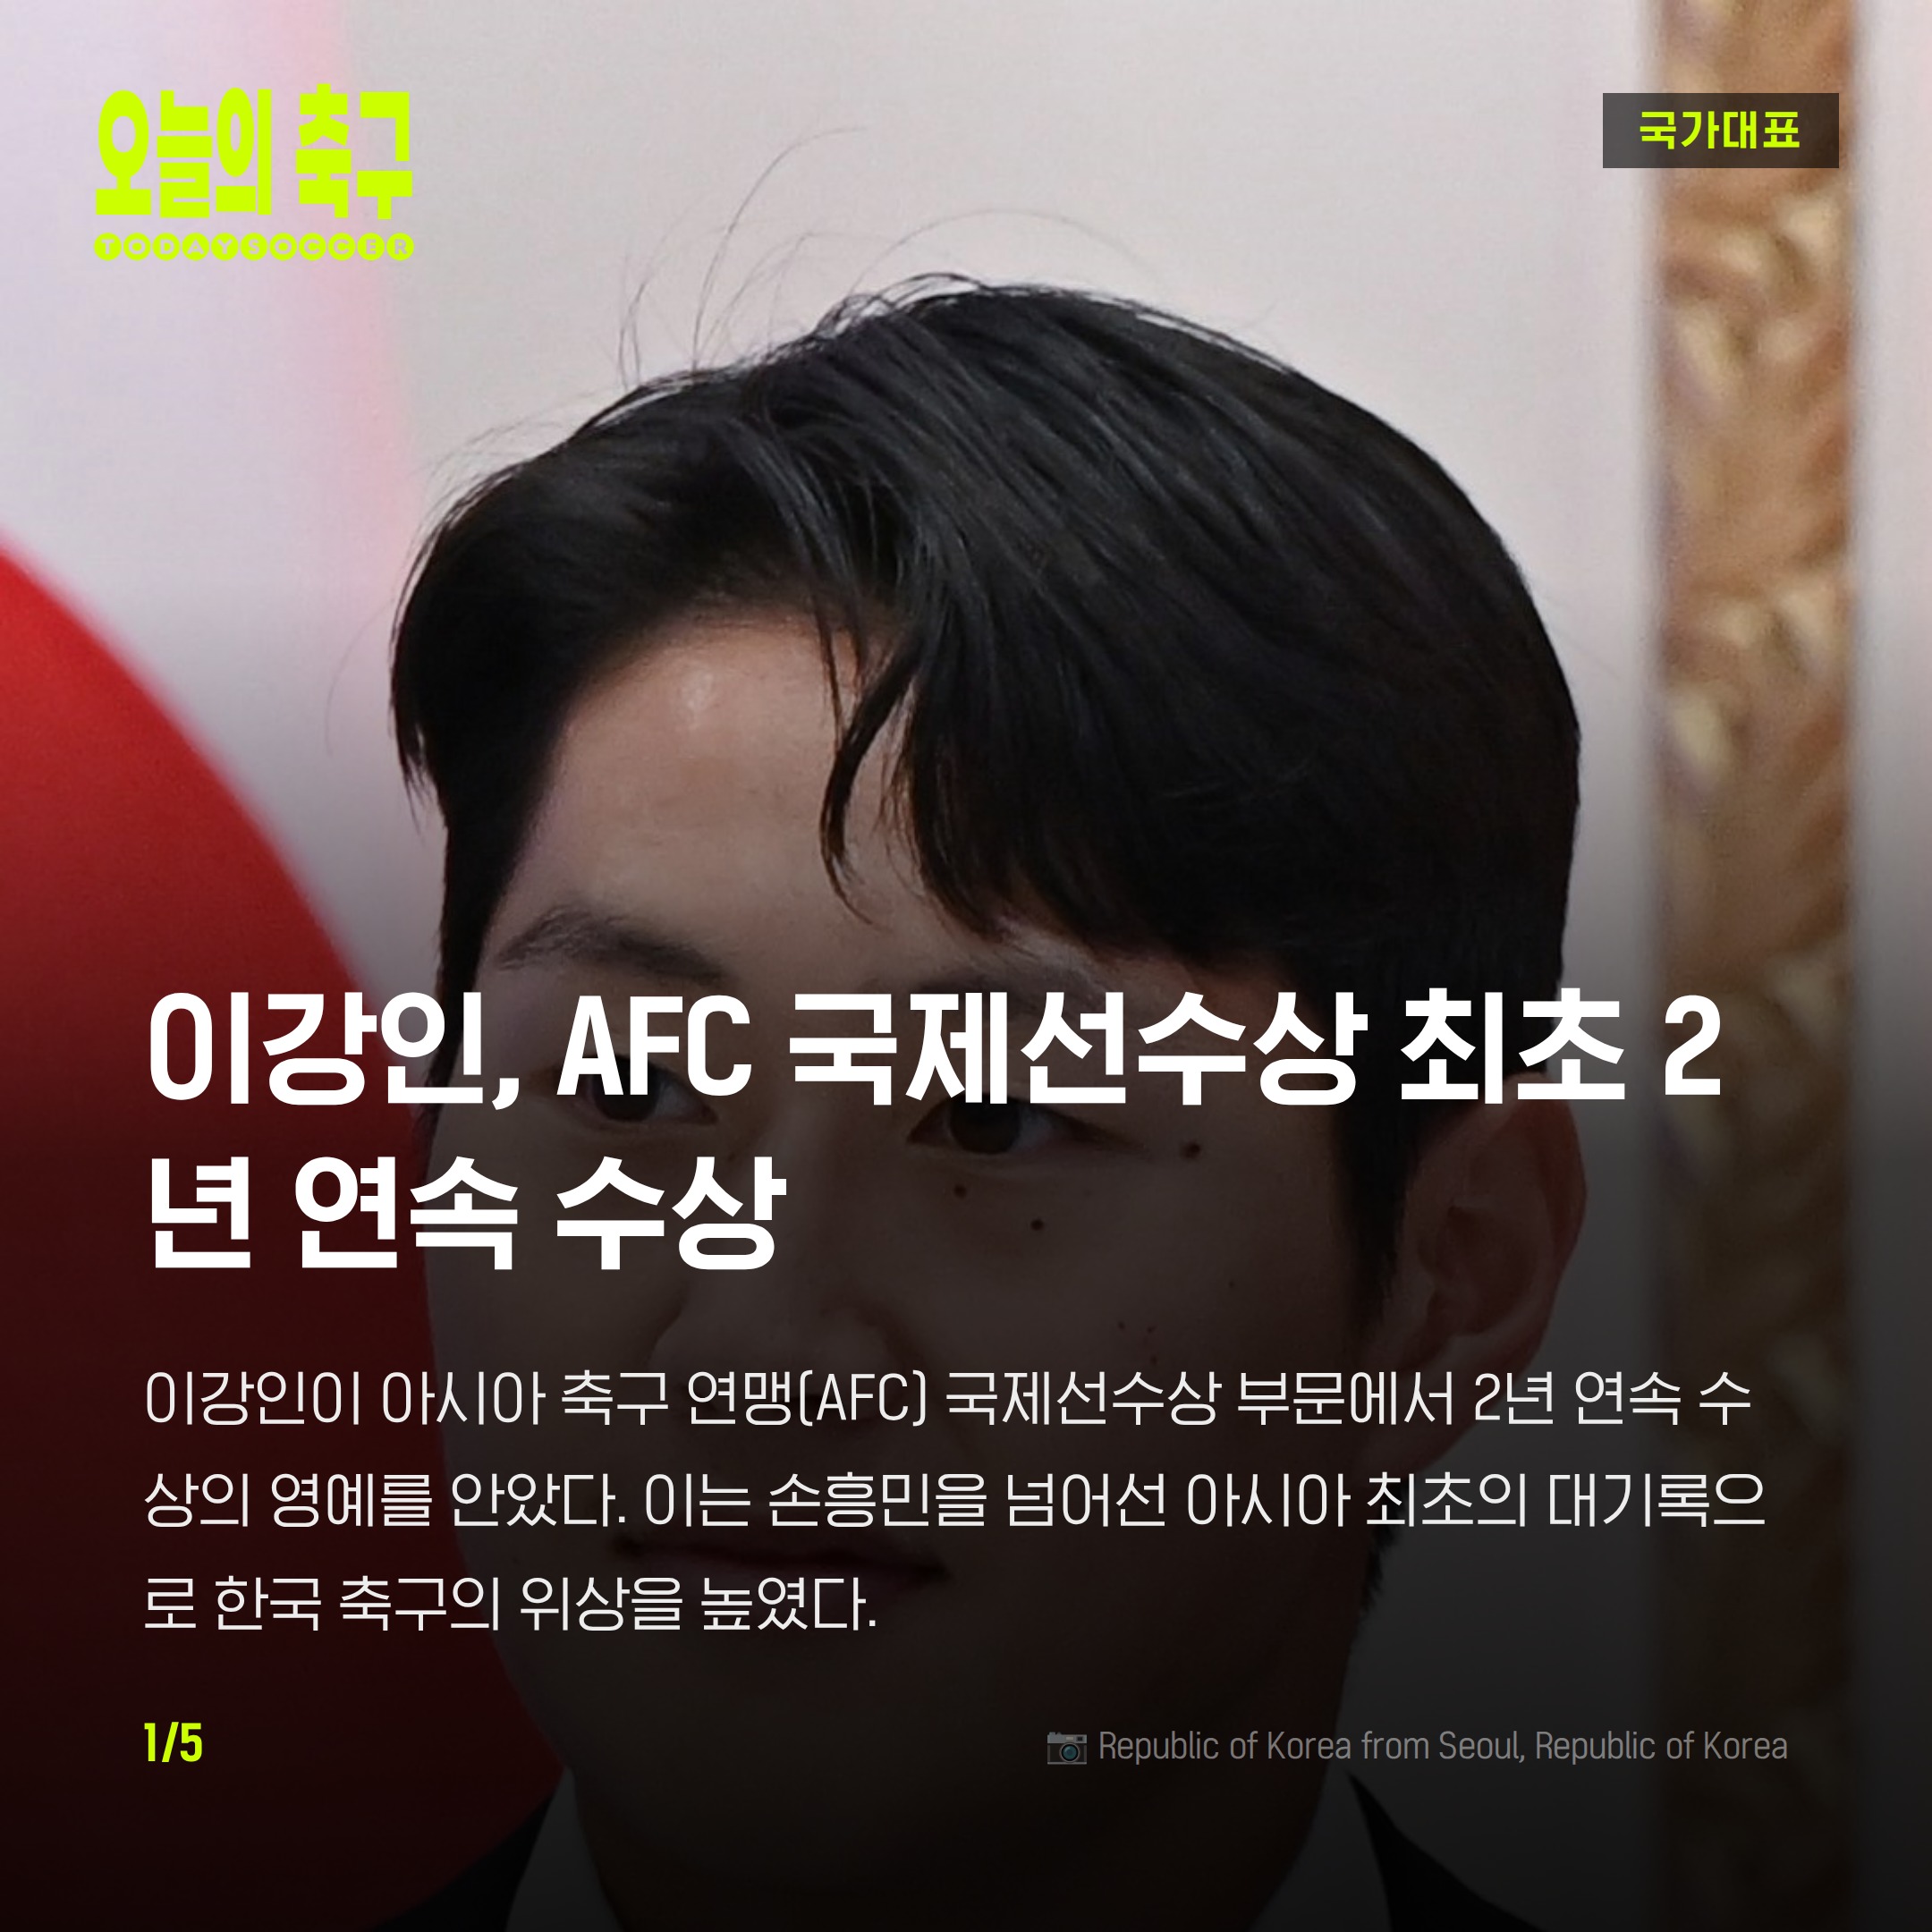 오늘의 축구
TODAYSOCCER
국가대표
이강인, AFC 국제선수상 최초 2
년 연속 수상
이강인이 아시아 축구 연맹(AFC) 국제선수상 부문에서 2년 연속 수
상의 영예를 안았다. 이는 손흥민을 넘어선 아시아 최초의 대기록으
로 한국 축구의 위상을 높였다.
1/5
📷 Republic of Korea from Seoul, Republic of Korea